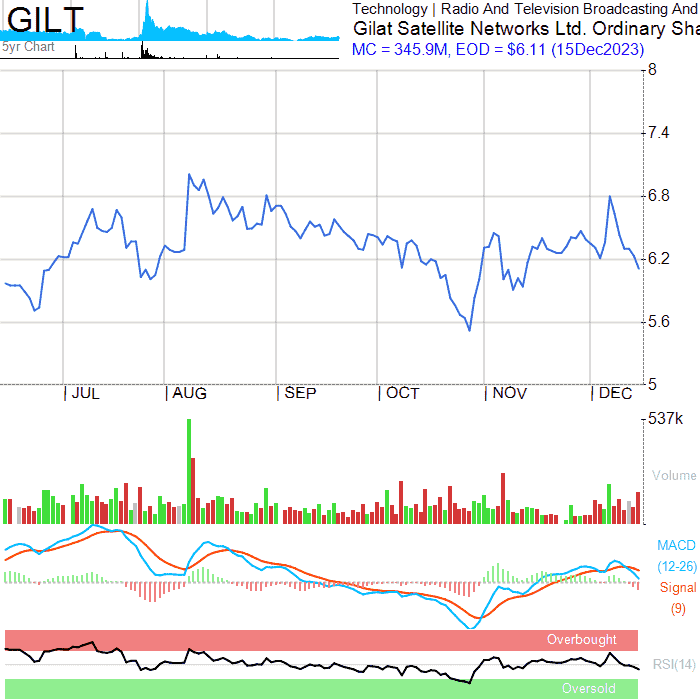 GILT
5yr Chart
Technology | Radio And Television Broadcasting And
Gilat Satellite Networks Ltd. Ordinary Sha
MC = 345.9M, EOD = $6.11 (15Dec2023)
8
7.4
6.8
6.2
5.6
5
JUL AUG SEP OCT NOV DEC
537k
Volume
MACD
(12-26)
Signal
(9)
Overbought
RSI(14)
Oversold